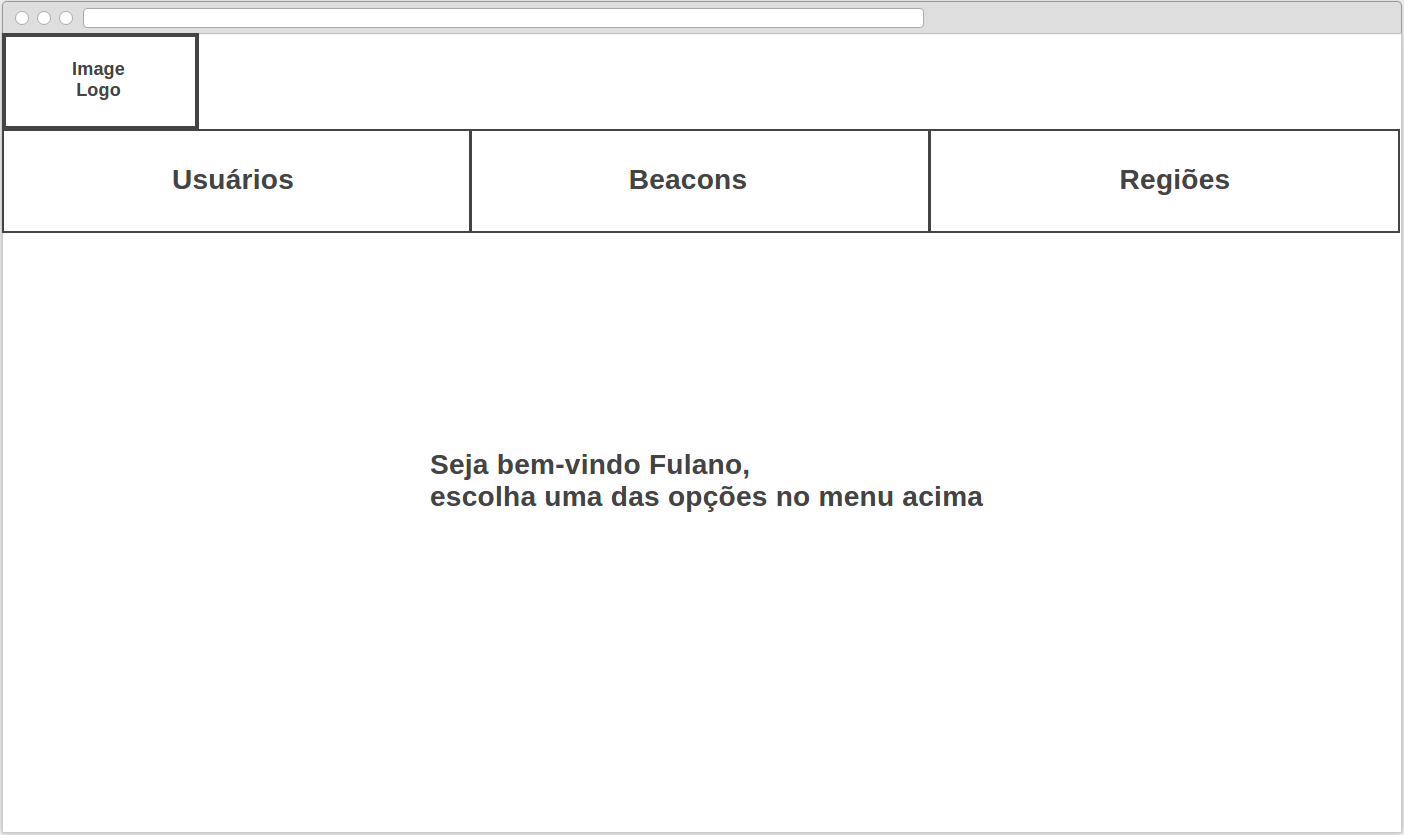 Image
Logo
Usuários
Beacons
Regiões
Seja bem-vindo Fulano,
escolha uma das opções no menu acima